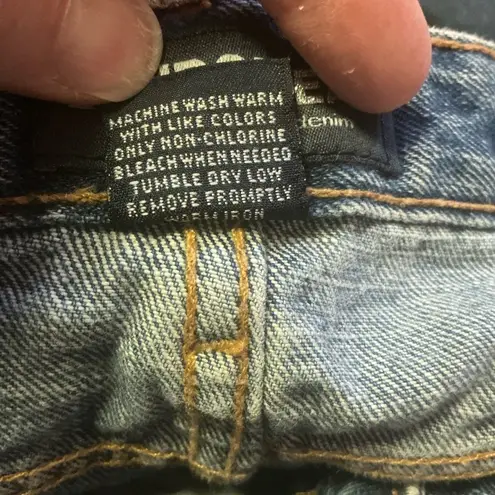 MACHINE WASH WARM
WITH LIKE COLORS
ONLY NON-CHLORINE
BLEACH WHEN NEEDED
TUMBLE DRY LOW
REMOVE PROMPTLY
WARM IRON
denim